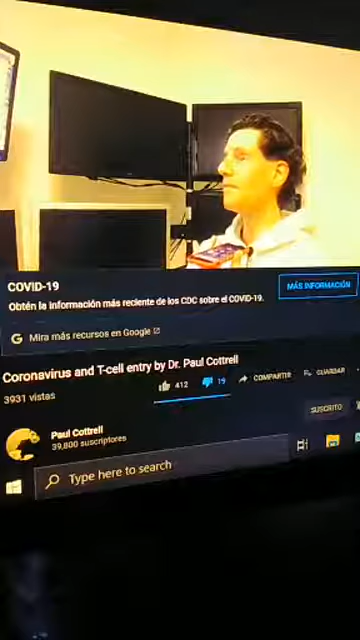 COVID-19
MÁS INFORMACIÓN
Obtén la información más reciente de los CDC sobre el COVID-19.
G Mira más recursos en Google
Coronavirus and T-cell entry by Dr. Paul Cottrell
3931 vistas
412
19
COMPARTIR
GUARDAR
Paul Cottrell
39,800 suscriptores
SUSCRITO
Type here to search